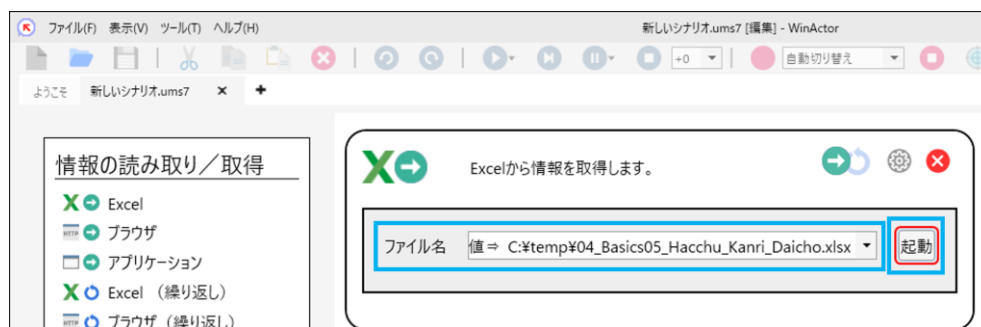 ファイル(F) 表示(V) ツール(T) ヘルプ(H) 新しいシナリオ.ums7 [編集] - WinActor
+0 自動切り替え
ようこそ 新しいシナリオ.ums7 × +
情報の読み取り／取得
Excel
HTTP ブラウザ
アプリケーション
Excel （繰り返し）
HTTP ブラウザ（繰り返し）
Excelから情報を取得します。
ファイル名 値⇒ C:¥temp¥04_Basics05_Hacchu_Kanri_Daicho.xlsx 起動